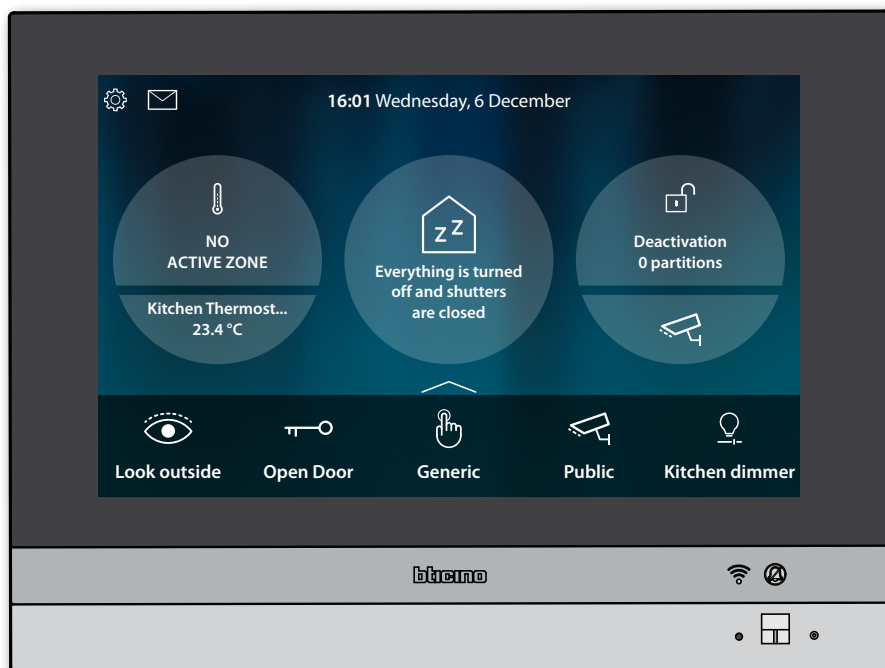 16:01 Wednesday, 6 December
NO
ACTIVE ZONE
Kitchen Thermost...
23.4 °C
zz
Everything is turned
off and shutters
are closed
Deactivation
0 partitions
Look outside
Open Door
Generic
Public
Kitchen dimmer
bticino